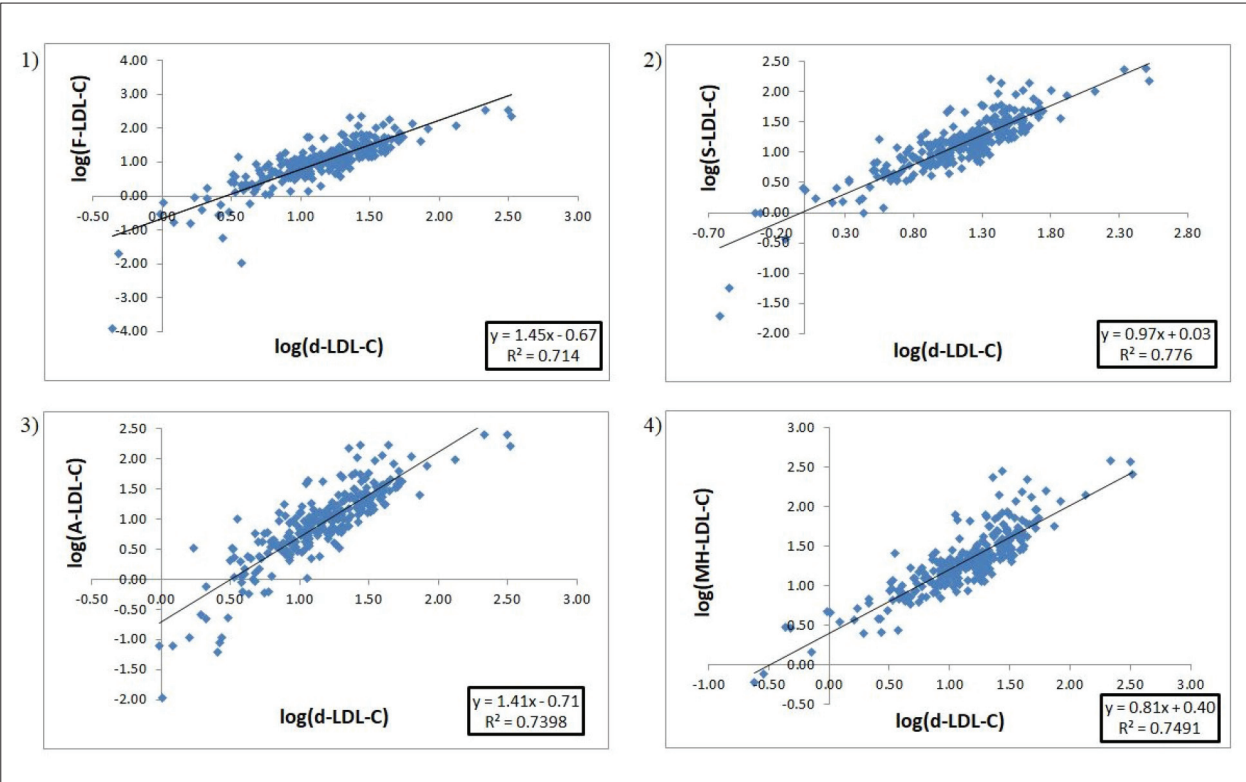 1)
log(F-LDL-C)
4.00
3.00
2.00
1.00
0.00
-1.00
-2.00
-3.00
-4.00
-0.50 0.00 0.50 1.00 1.50 2.00 2.50 3.00
log(d-LDL-C)
y = 1.45x - 0.67
R² = 0.714
2)
log(S-LDL-C)
2.50
2.00
1.50
1.00
0.50
0.00
-0.50
-1.00
-1.50
-2.00
-0.70 -0.20 0.30 0.80 1.30 1.80 2.30 2.80
log(d-LDL-C)
y = 0.97x + 0.03
R² = 0.776
3)
log(A-LDL-C)
2.50
2.00
1.50
1.00
0.50
0.00
-0.50
-1.00
-1.50
-2.00
-0.50 0.00 0.50 1.00 1.50 2.00 2.50 3.00
log(d-LDL-C)
y = 1.41x - 0.71
R² = 0.7398
4)
log(MH-LDL-C)
3.00
2.50
2.00
1.50
1.00
0.50
0.00
-0.50
-1.00 -0.50 0.00 0.50 1.00 1.50 2.00 2.50 3.00
log(d-LDL-C)
y = 0.81x + 0.40
R² = 0.7491